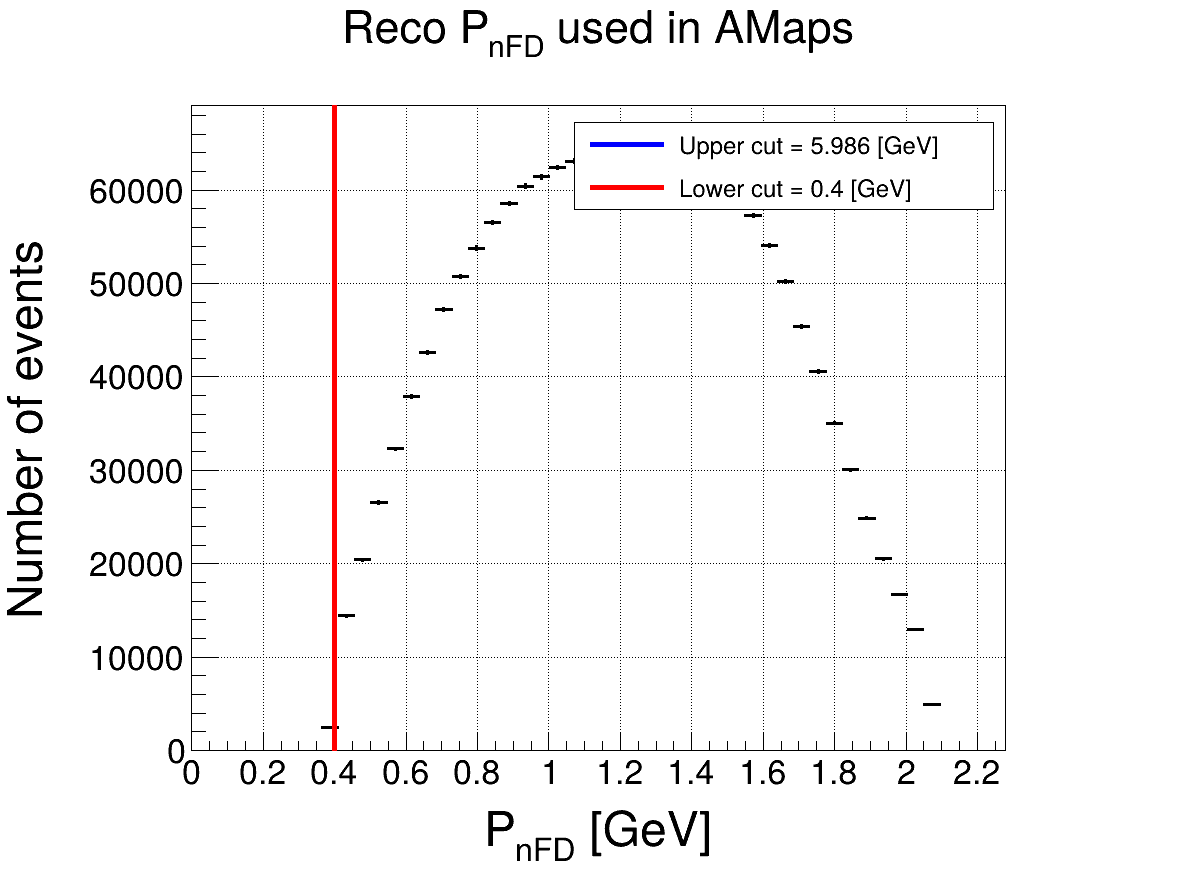 Reco P_nFD used in AMaps
Upper cut = 5.986 [GeV]
Lower cut = 0.4 [GeV]
Number of events
60000
50000
40000
30000
20000
10000
0
0 0.2 0.4 0.6 0.8 1 1.2 1.4 1.6 1.8 2 2.2
P_nFD [GeV]